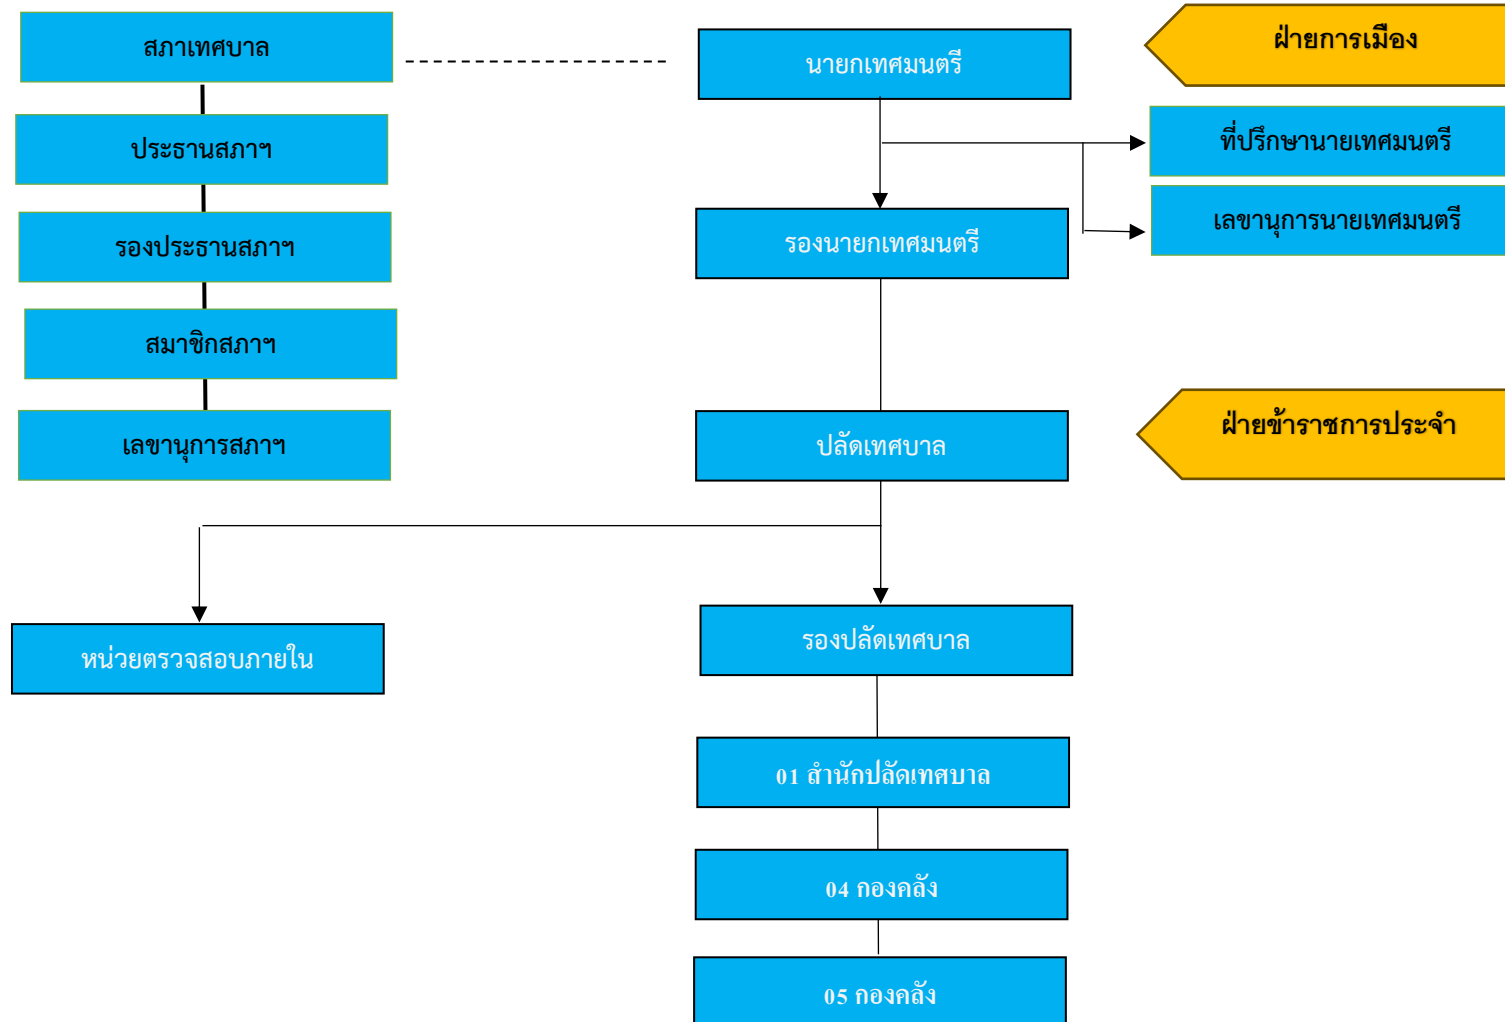 สภาเทศบาล
นายกเทศมนตรี
ฝ่ายการเมือง
ประธานสภาฯ
ที่ปรึกษานายเทศมนตรี
รองประธานสภาฯ
รองนายกเทศมนตรี
เลขานุการนายเทศมนตรี
สมาชิกสภาฯ
เลขานุการสภาฯ
ปลัดเทศบาล
ฝ่ายข้าราชการประจำ
หน่วยตรวจสอบภายใน
รองปลัดเทศบาล
01 สำนักปลัดเทศบาล
04 กองคลัง
05 กองคลัง